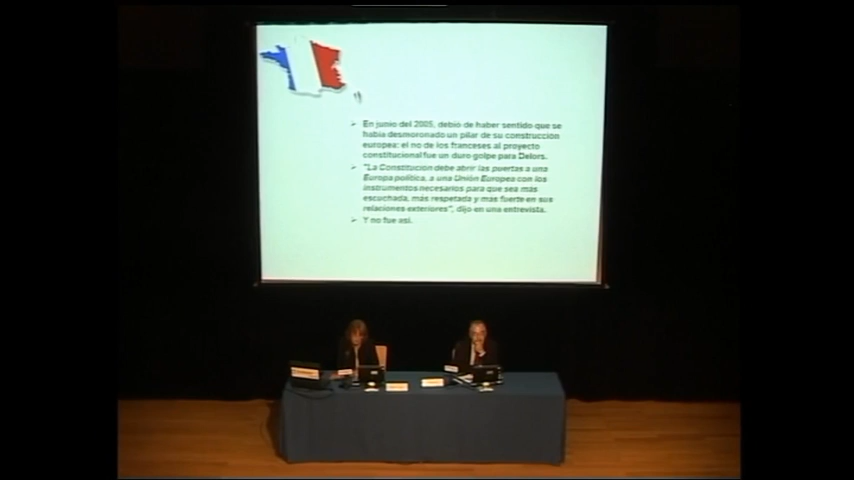 En junio del 2005, debió de haber sentido que se
había desmoronado un pilar de su construcción
europea: el no de los franceses al proyecto
constitucional fue un duro golpe para Delors.
"La Constitución debe abrir las puertas a una
Europa política, a una Unión Europea con los
instrumentos necesarios para que sea más
escuchada, más respetada y más fuerte en sus
relaciones exteriores", dijo en una entrevista.
Y no fue así.